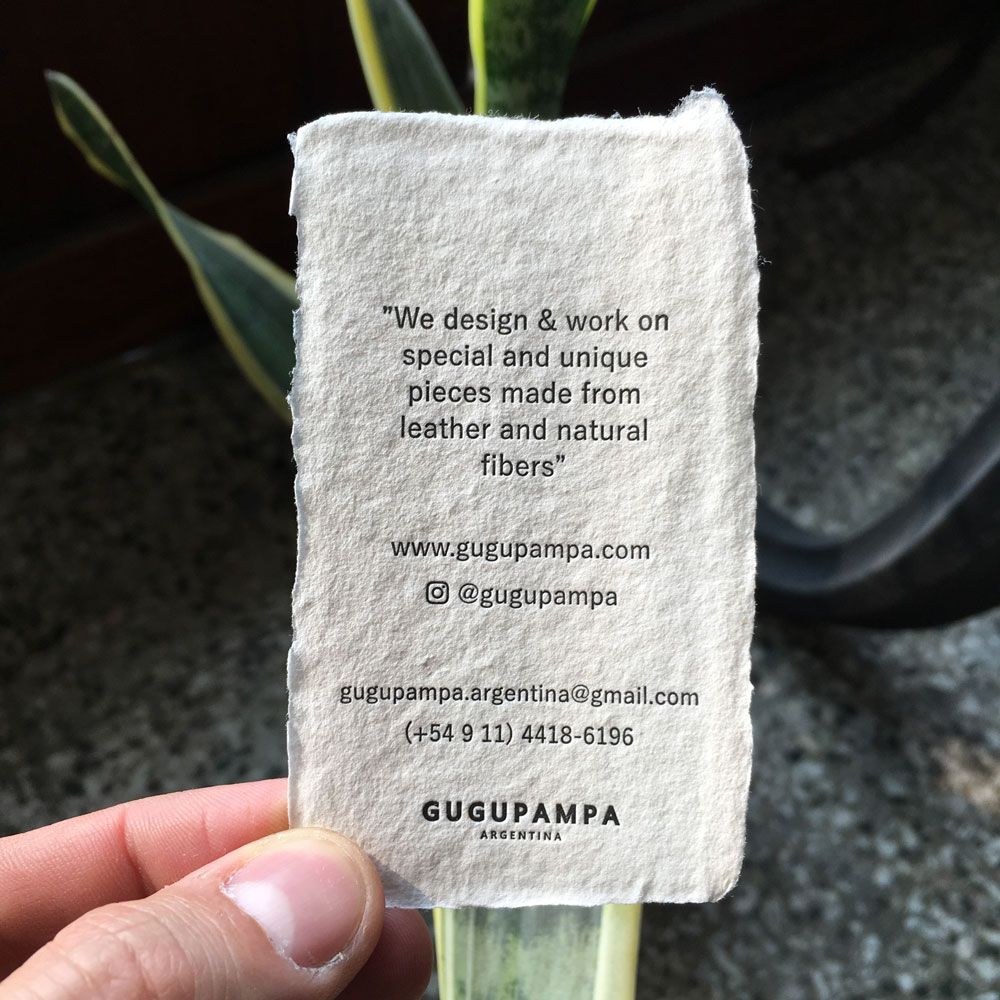 ”We design & work on
special and unique
pieces made from
leather and natural
fibers”
www.gugupampa.com
@gugupampa
gugupampa.argentina@gmail.com
(+54 9 11) 4418-6196
GUGUPAMPA
ARGENTINA